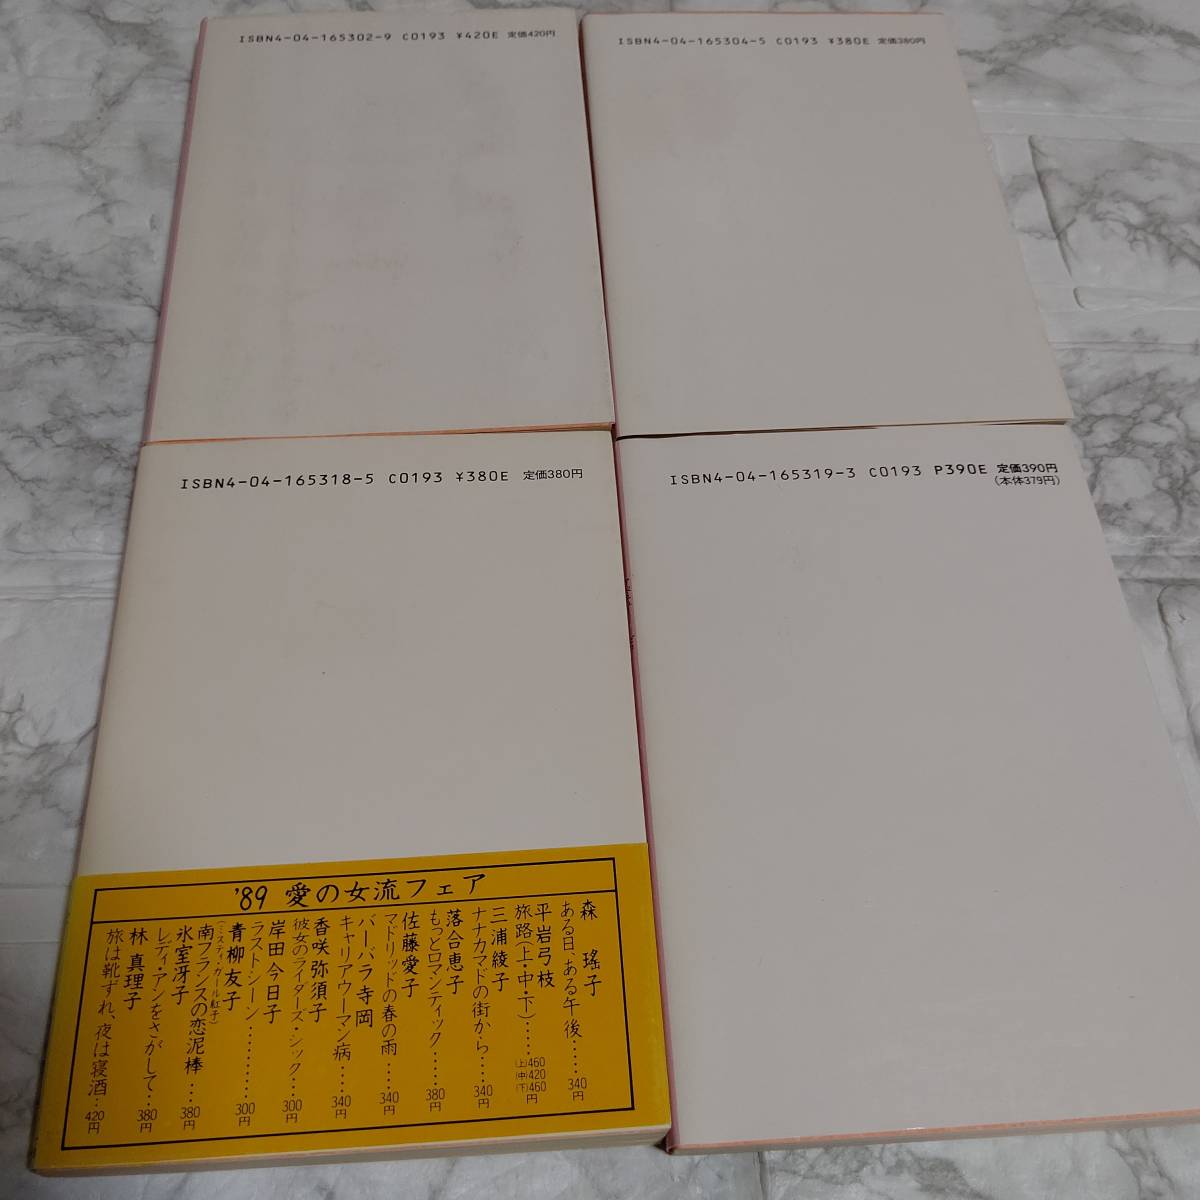 ISBN4-04-165302-9 C0193 ¥420E 定価420円
ISBN4-04-165304-5 C0193 ¥380E 定価380円
ISBN4-04-165318-5 C0193 ¥380E 定価380円
ISBN4-04-165319-3 C0193 P390E 定価390円
(本体379円)
'89 愛の女流フェア
森 瑤子
ある日、ある午後……340円
平岩弓枝
旅路(上・中・下)……(上)460(中)420(下)460円
三浦綾子
ナナカマドの街から……340円
落合恵子
もっとロマンティック……380円
佐藤愛子
マドリッドの春の雨……340円
バーバラ寺岡
キャリアウーマン病……340円
香咲弥須子
彼女のライダーズ・シック……300円
岸田今日子
ラストシーン…………300円
青柳友子
(ミスティ・ガール紅子)
南フランスの恋泥棒……380円
氷室冴子
レディ・アンをさがして……380円
林 真理子
旅は靴ずれ、夜は寝酒……420円